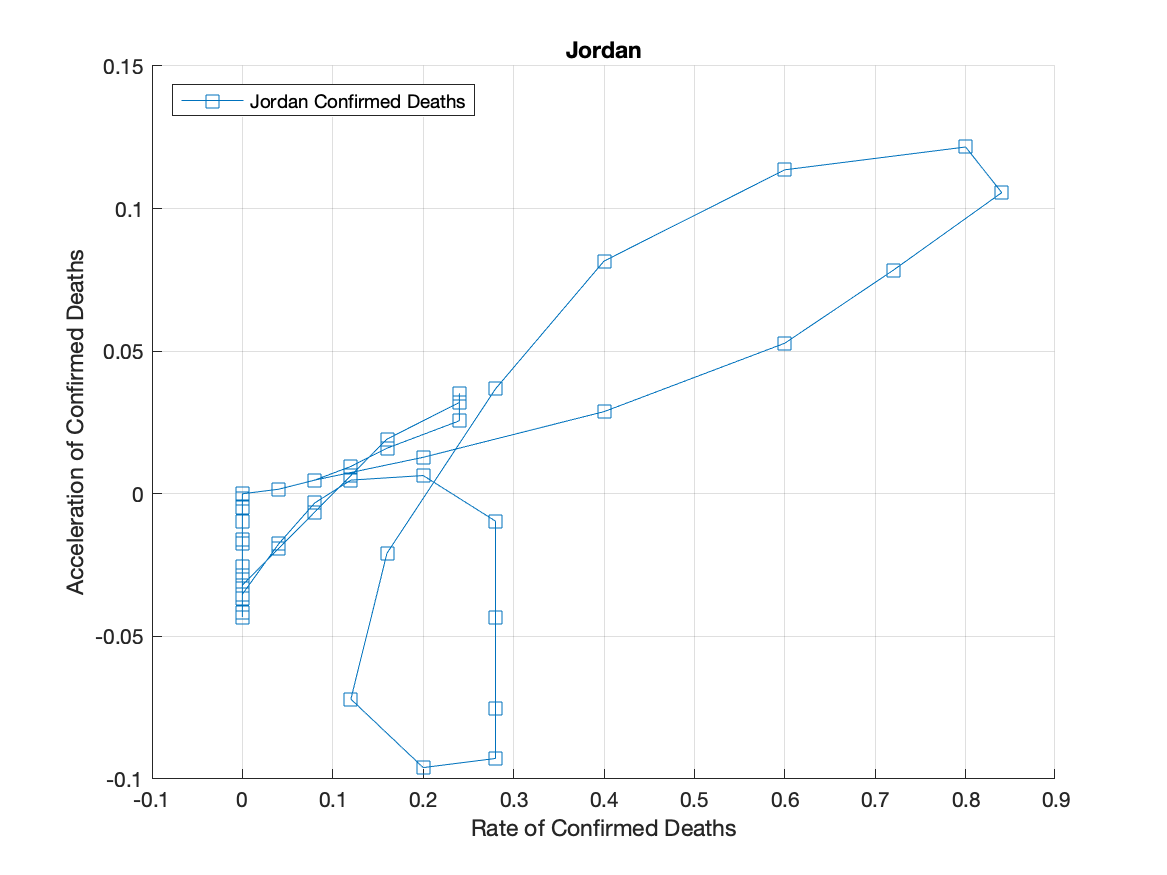 Jordan
0.15
Jordan Confirmed Deaths
0.1
0.05
0
-0.05
-0.1
Acceleration of Confirmed Deaths
-0.1 0 0.1 0.2 0.3 0.4 0.5 0.6 0.7 0.8 0.9
Rate of Confirmed Deaths